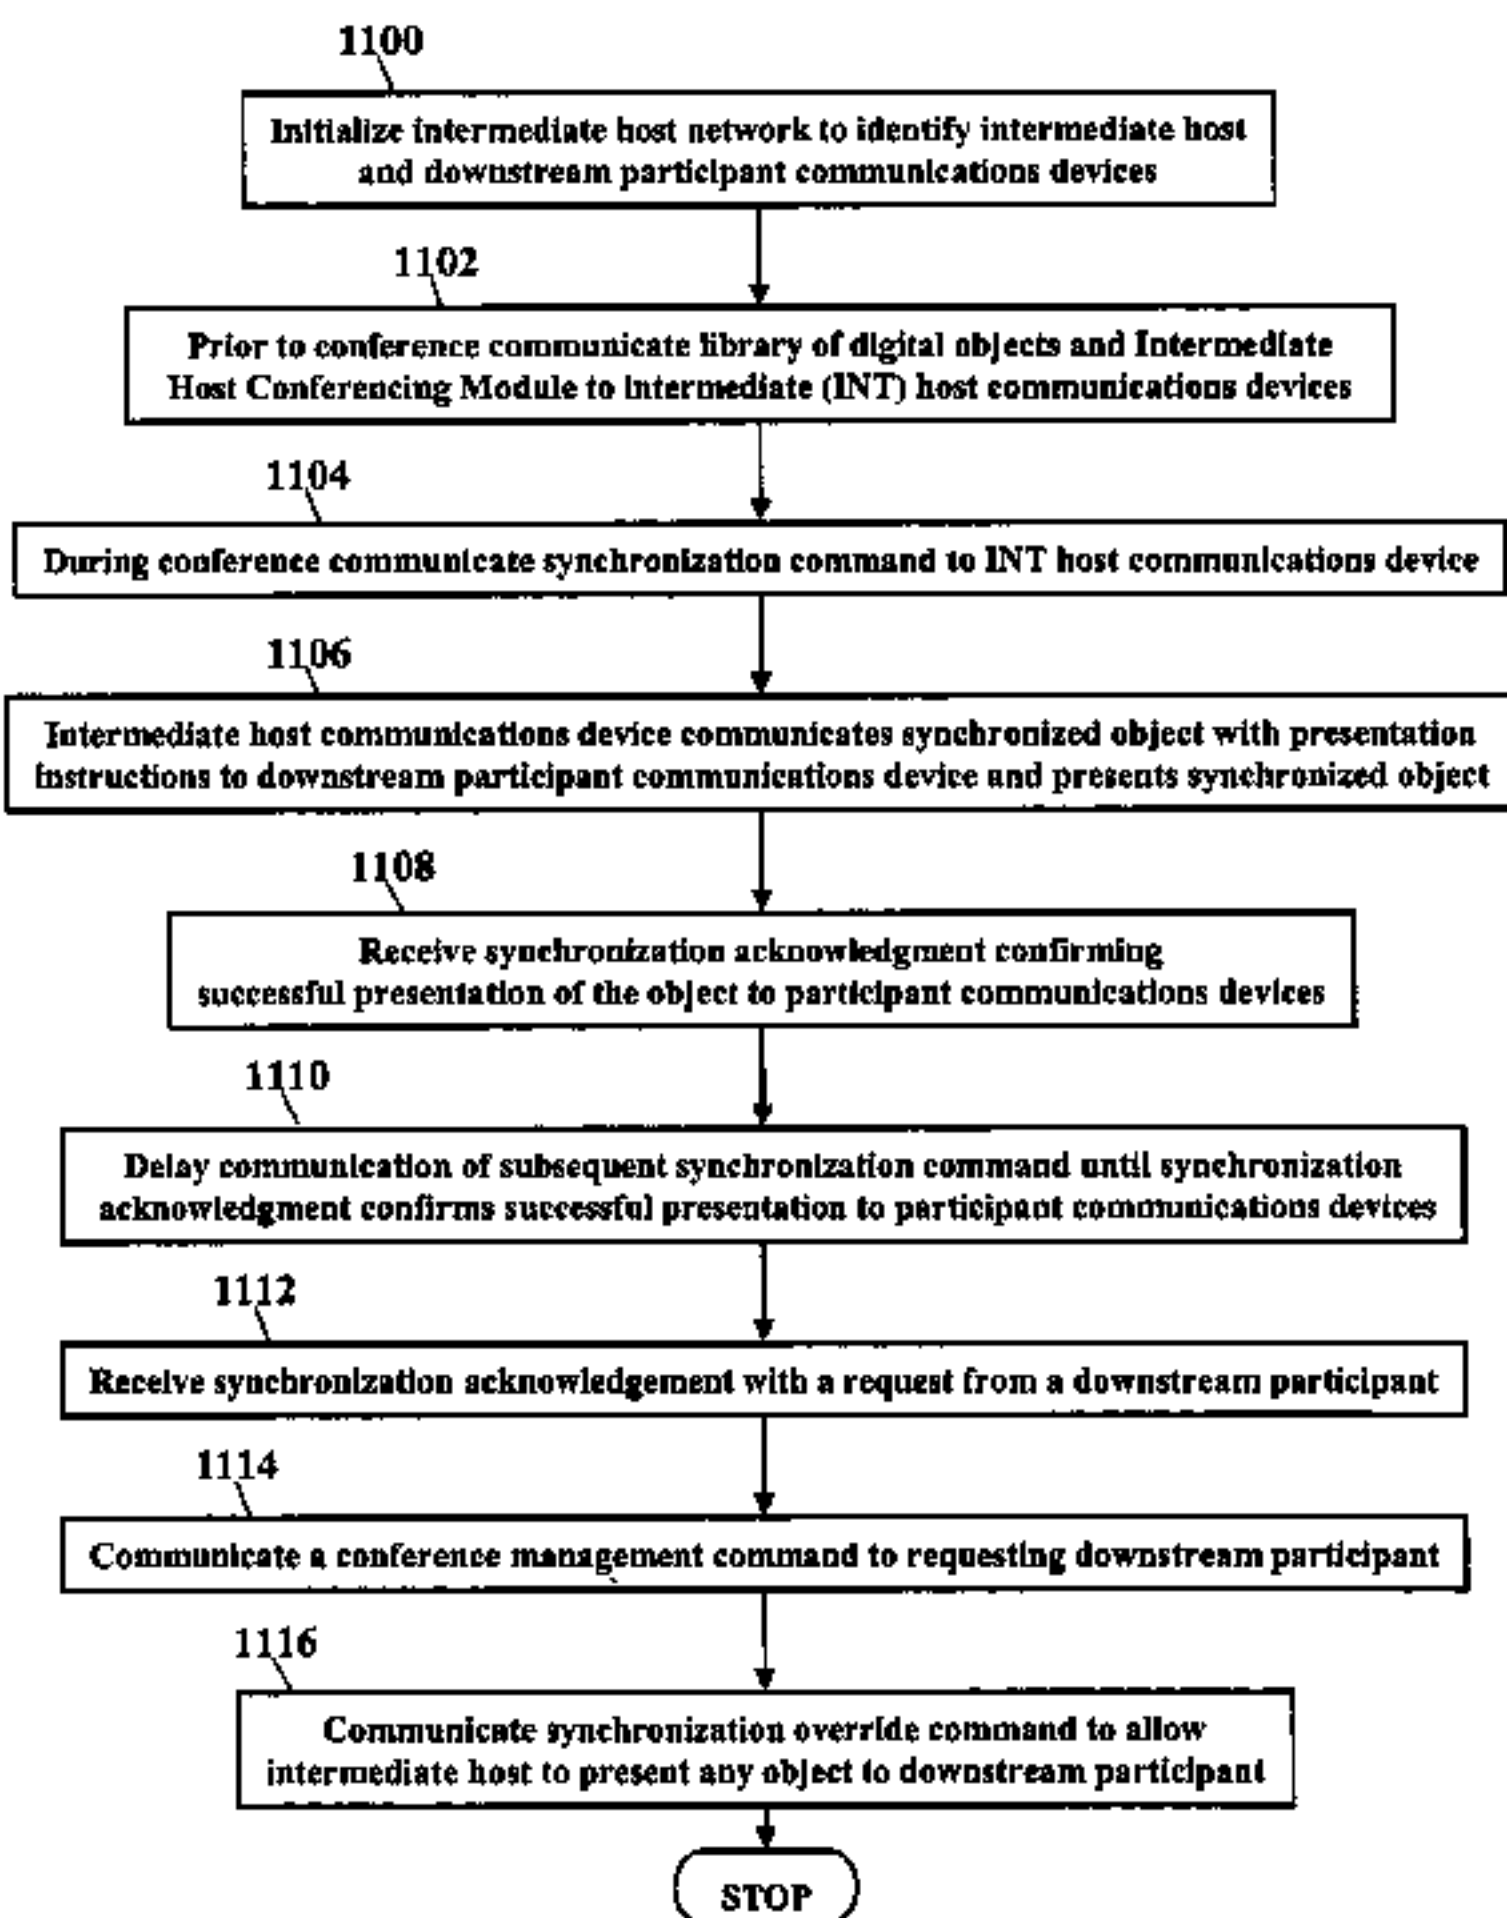 1100
Initialize intermediate host network to identify intermediate host
and downstream participant communications devices
1102
Prior to conference communicate library of digital objects and Intermediate
Host Conferencing Module to Intermediate (INT) host communications devices
1104
During conference communicate synchronization command to INT host communications device
1106
Intermediate host communications device communicates synchronized object with presentation
instructions to downstream participant communications device and presents synchronized object
1108
Receive synchronization acknowledgment confirming
successful presentation of the object to participant communications devices
1110
Delay communication of subsequent synchronization command until synchronization
acknowledgment confirms successful presentation to participant communications devices
1112
Receive synchronization acknowledgement with a request from a downstream participant
1114
Communicate a conference management command to requesting downstream participant
1116
Communicate synchronization override command to allow
intermediate host to present any object to downstream participant
STOP